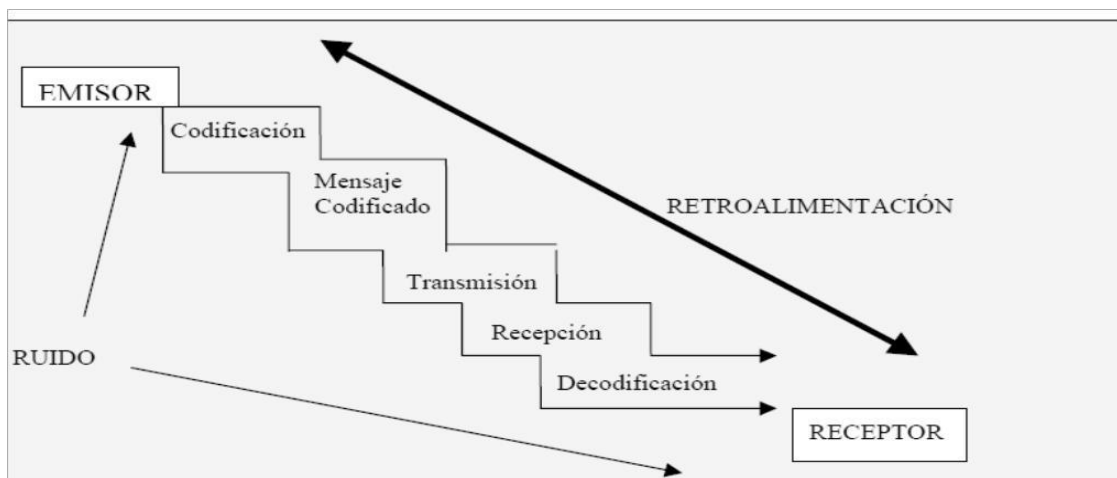 EMISOR
Codificación
Mensaje
Codificado
RETROALIMENTACIÓN
Transmisión
Recepción
RUIDO
Decodificación
RECEPTOR